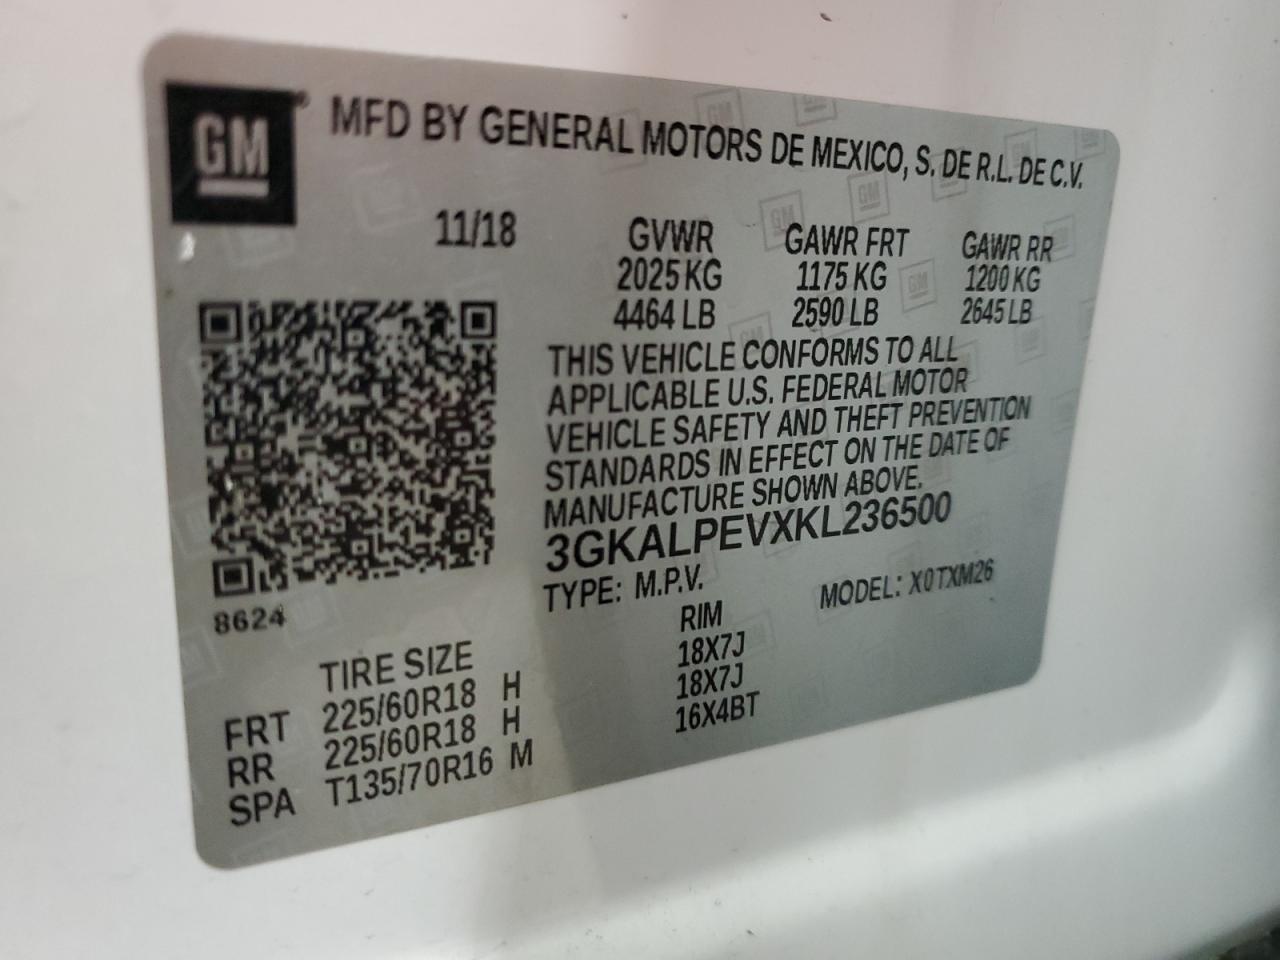 GM ® MFD BY GENERAL MOTORS DE MEXICO, S. DE R.L. DE C.V.
11/18 GVWR GAWR FRT GAWR RR
2025 KG 1175 KG 1200 KG
4464 LB 2590 LB 2645 LB
THIS VEHICLE CONFORMS TO ALL
APPLICABLE U.S. FEDERAL MOTOR
VEHICLE SAFETY AND THEFT PREVENTION
STANDARDS IN EFFECT ON THE DATE OF
MANUFACTURE SHOWN ABOVE.
3GKALPEVXKL236500
TYPE: M.P.V. MODEL: X0TXM26
8624
TIRE SIZE RIM
FRT 225/60R18 H 18X7J
RR 225/60R18 H 18X7J
SPA T135/70R16 M 16X4BT